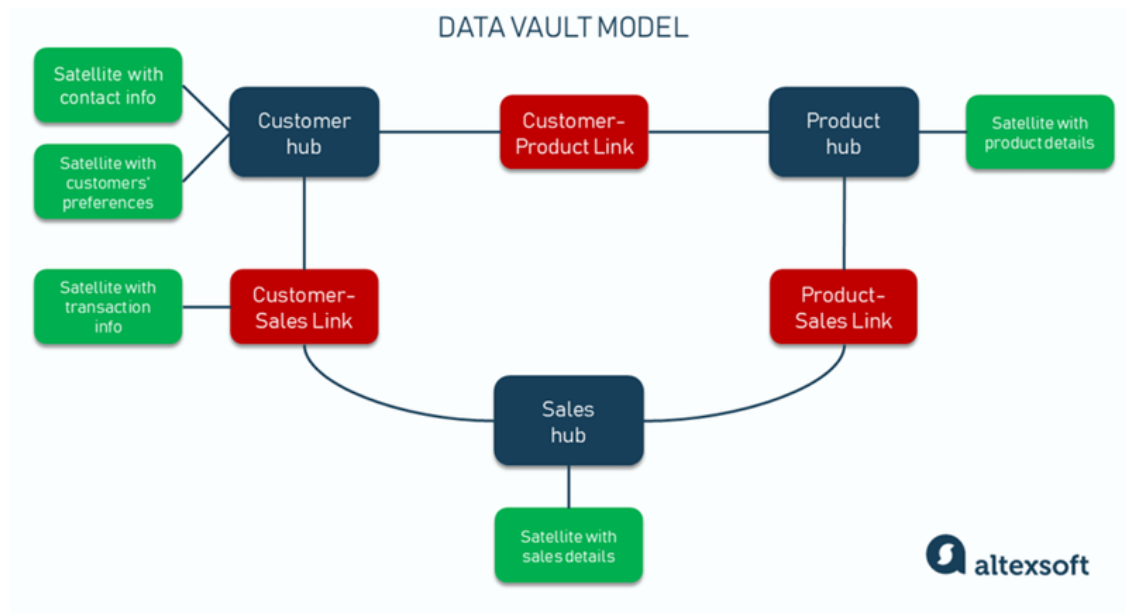 DATA VAULT MODEL
Satellite with
contact info
Customer
hub
Customer-
Product Link
Product
hub
Satellite with
product details
Satellite with
customers'
preferences
Satellite with
transaction
info
Customer-
Sales Link
Product-
Sales Link
Sales
hub
Satellite with
sales details
altexsoft